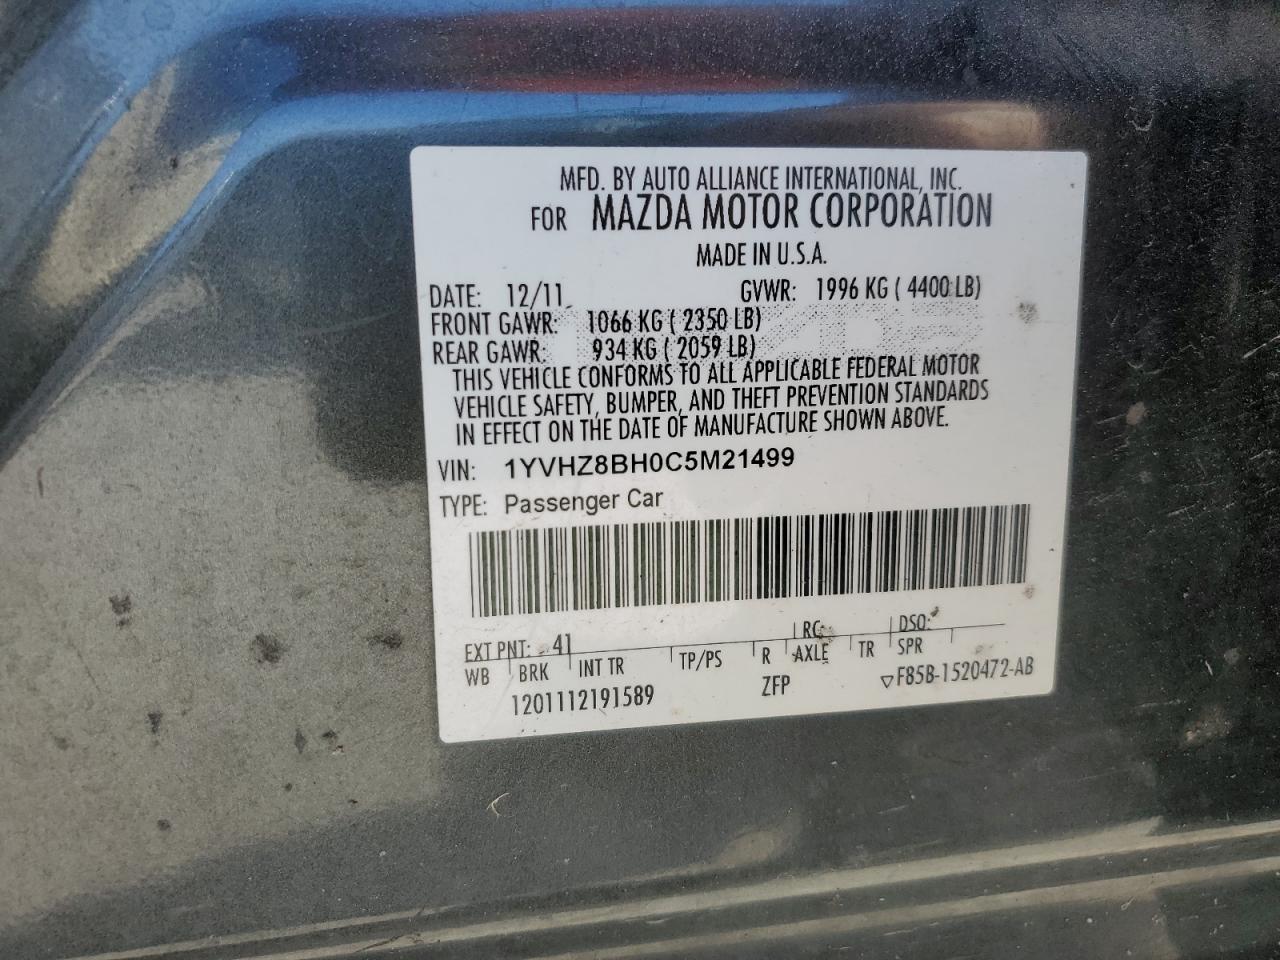 MFD. BY AUTO ALLIANCE INTERNATIONAL, INC.
FOR MAZDA MOTOR CORPORATION
MADE IN U.S.A.
DATE: 12/11 GVWR: 1996 KG ( 4400 LB)
FRONT GAWR: 1066 KG ( 2350 LB)
REAR GAWR: 934 KG ( 2059 LB)
THIS VEHICLE CONFORMS TO ALL APPLICABLE FEDERAL MOTOR
VEHICLE SAFETY, BUMPER, AND THEFT PREVENTION STANDARDS
IN EFFECT ON THE DATE OF MANUFACTURE SHOWN ABOVE.
VIN: 1YVHZ8BH0C5M21499
TYPE: Passenger Car
EXT PNT: 41 RC: DSO:
WB BRK INT TR TP/PS R AXLE TR SPR
1201112191589 ZFP ▽F85B-1520472-AB